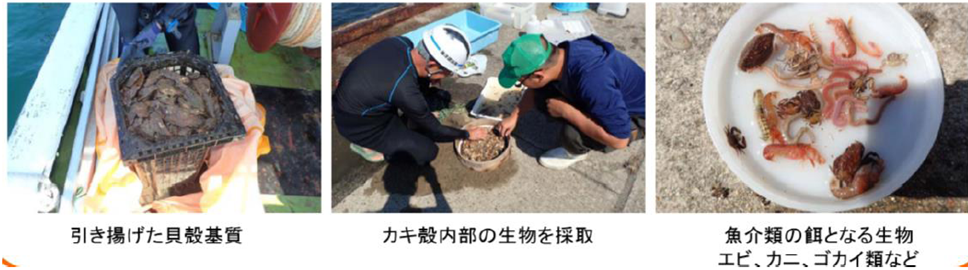 引き揚げた貝殻基質
カキ殻内部の生物を採取
魚介類の餌となる生物
エビ、カニ、ゴカイ類など